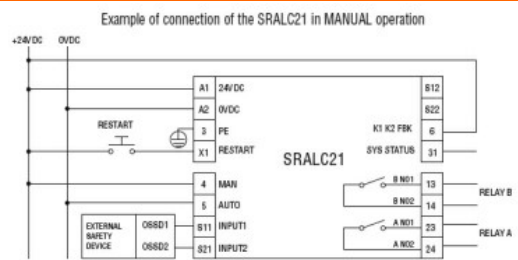 Example of connection of the SRALC21 in MANUAL operation
+24VDC 0VDC
A1 24VDC S12
A2 0VDC S22
RESTART 3 PE K1 K2 FBK 6
X1 RESTART SYS STATUS 31
SRALC21
4 MAN B NO1 13
RELAY B
5 AUTO B NO2 14
EXTERNAL SAFETY DEVICE OSSD1 S11 INPUT1 A NO1 23
RELAY A
OSSD2 S21 INPUT2 A NO2 24